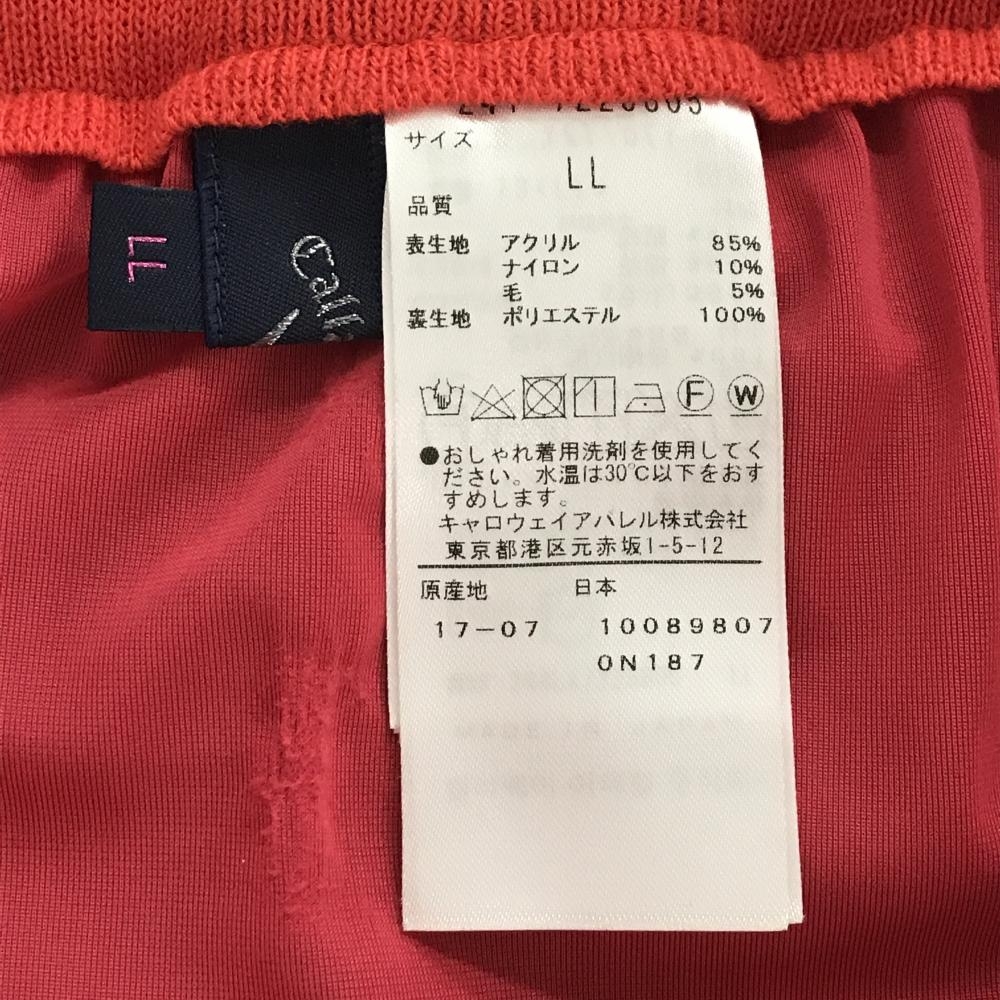 サイズ
LL
品質
表生地 アクリル 85%
ナイロン 10%
毛 5%
裏生地 ポリエステル 100%
F W
●おしゃれ着用洗剤を使用してく
ださい。水温は30℃以下をおす
すめします。
キャロウェイアパレル株式会社
東京都港区元赤坂1-5-12
原産地 日本
17-07 10089807
0N187
LL